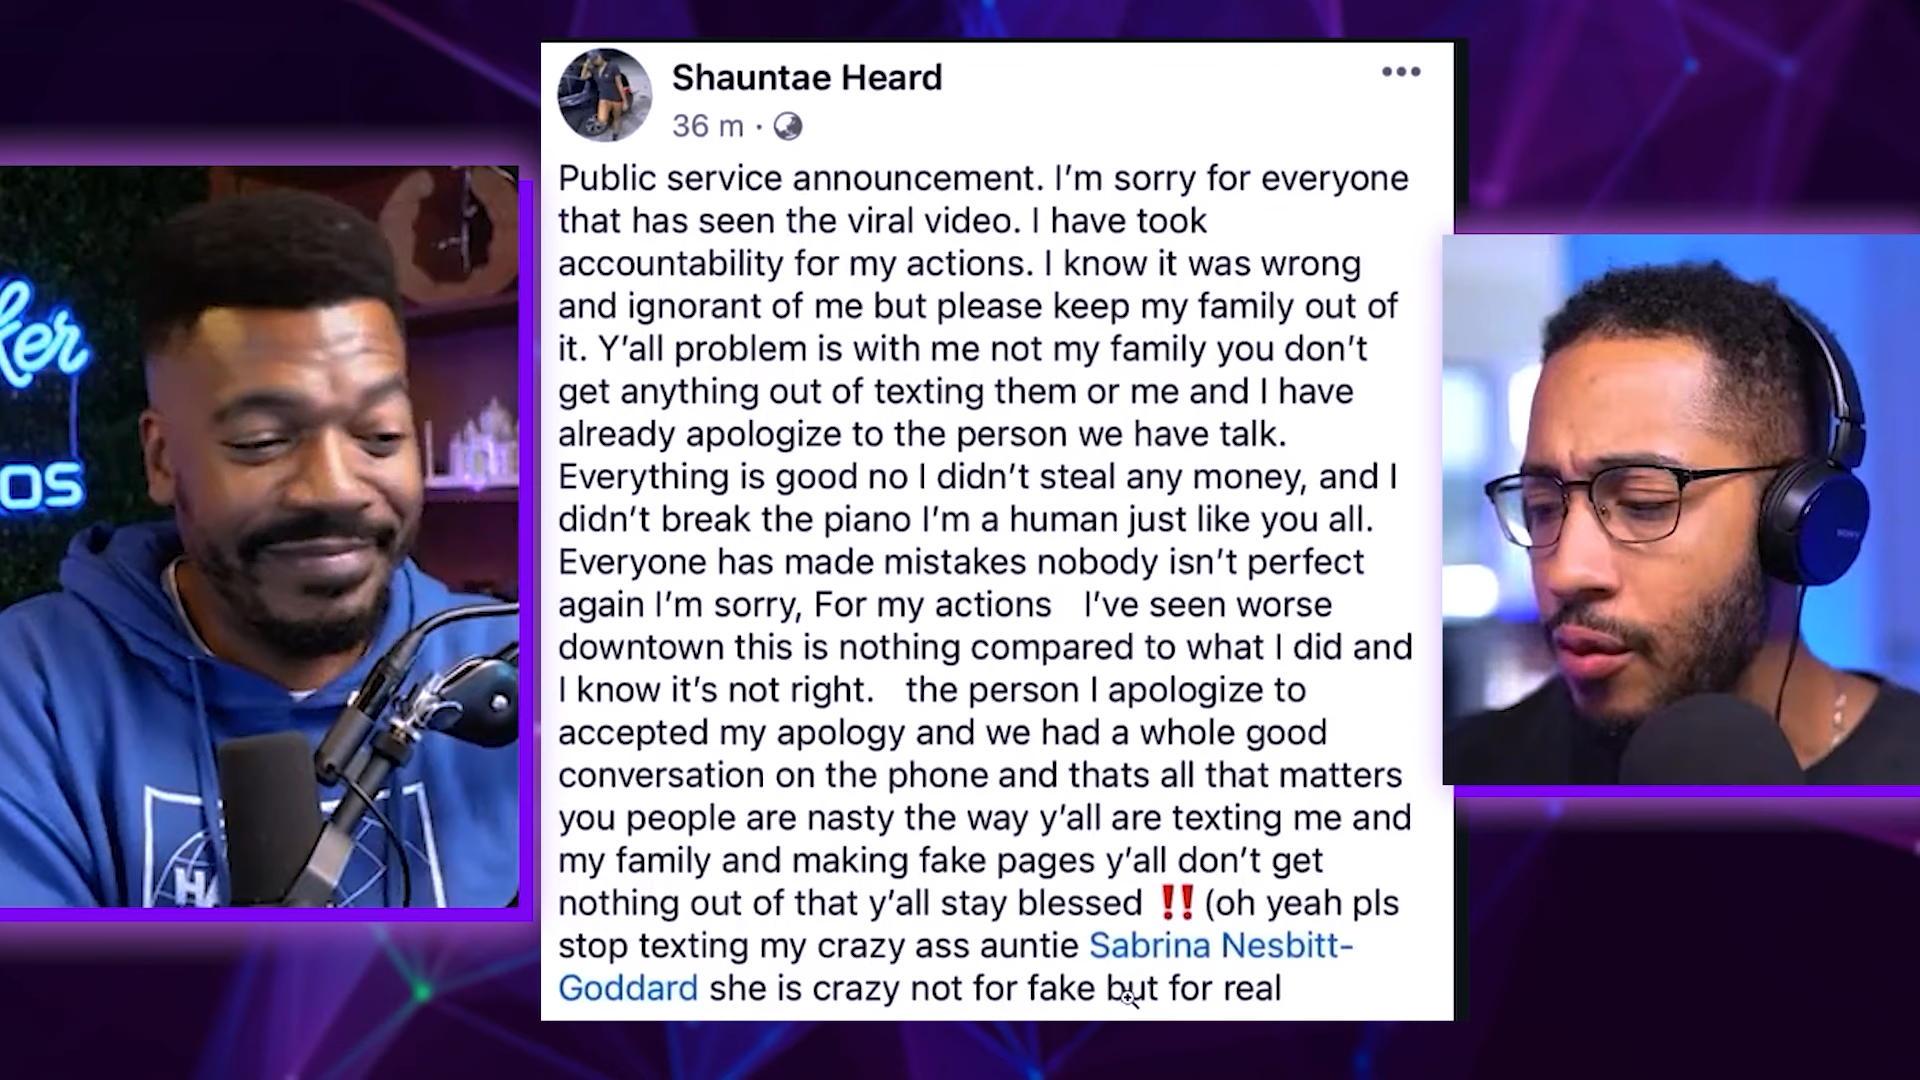 Shauntae Heard
36 m ·
Public service announcement. I'm sorry for everyone
that has seen the viral video. I have took
accountability for my actions. I know it was wrong
and ignorant of me but please keep my family out of
it. Y'all problem is with me not my family you don't
get anything out of texting them or me and I have
already apologize to the person we have talk.
Everything is good no I didn't steal any money, and I
didn't break the piano I'm a human just like you all.
Everyone has made mistakes nobody isn't perfect
again I'm sorry, For my actions I've seen worse
downtown this is nothing compared to what I did and
I know it's not right. the person I apologize to
accepted my apology and we had a whole good
conversation on the phone and thats all that matters
you people are nasty the way y'all are texting me and
my family and making fake pages y'all don't get
nothing out of that y'all stay blessed ‼️ (oh yeah pls
stop texting my crazy ass auntie Sabrina Nesbitt-
Goddard she is crazy not for fake but for real
ker
os
SONY